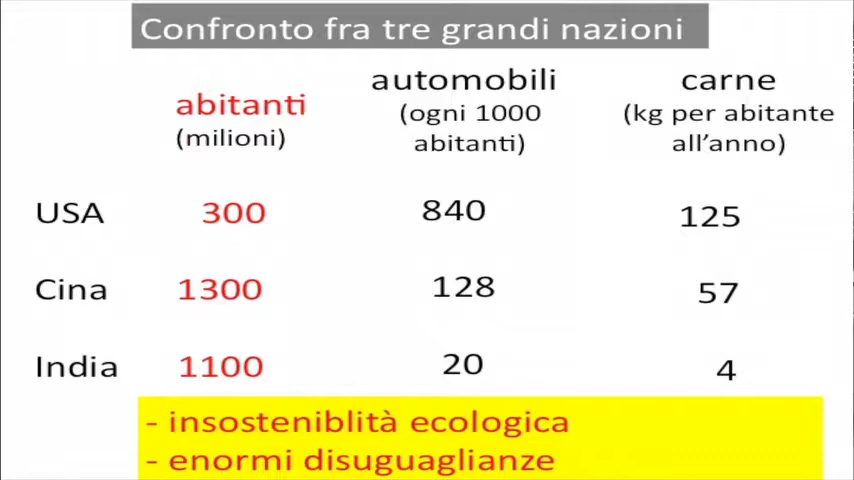 Confronto fra tre grandi nazioni
abitanti
(milioni)
automobili
(ogni 1000
abitanti)
carne
(kg per abitante
all'anno)
USA 300 840 125
Cina 1300 128 57
India 1100 20 4
- insosteniblità ecologica
- enormi disuguaglianze